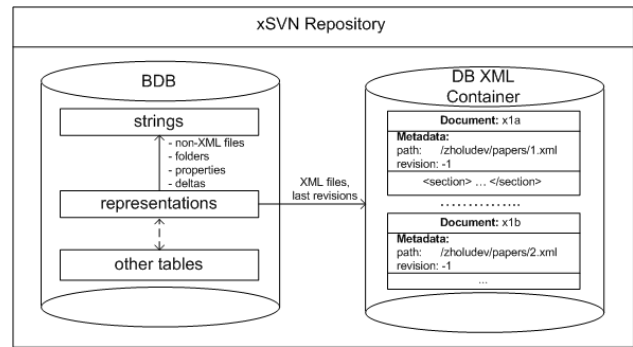 xSVN Repository
BDB
strings
- non-XML files
- folders
- properties
- deltas
representations
other tables
XML files,
last revisions
DB XML
Container
Document: x1a
Metadata:
path: /zholudev/papers/1.xml
revision: -1
<section> ... </section>
...............
Document: x1b
Metadata:
path: /zholudev/papers/2.xml
revision: -1
...